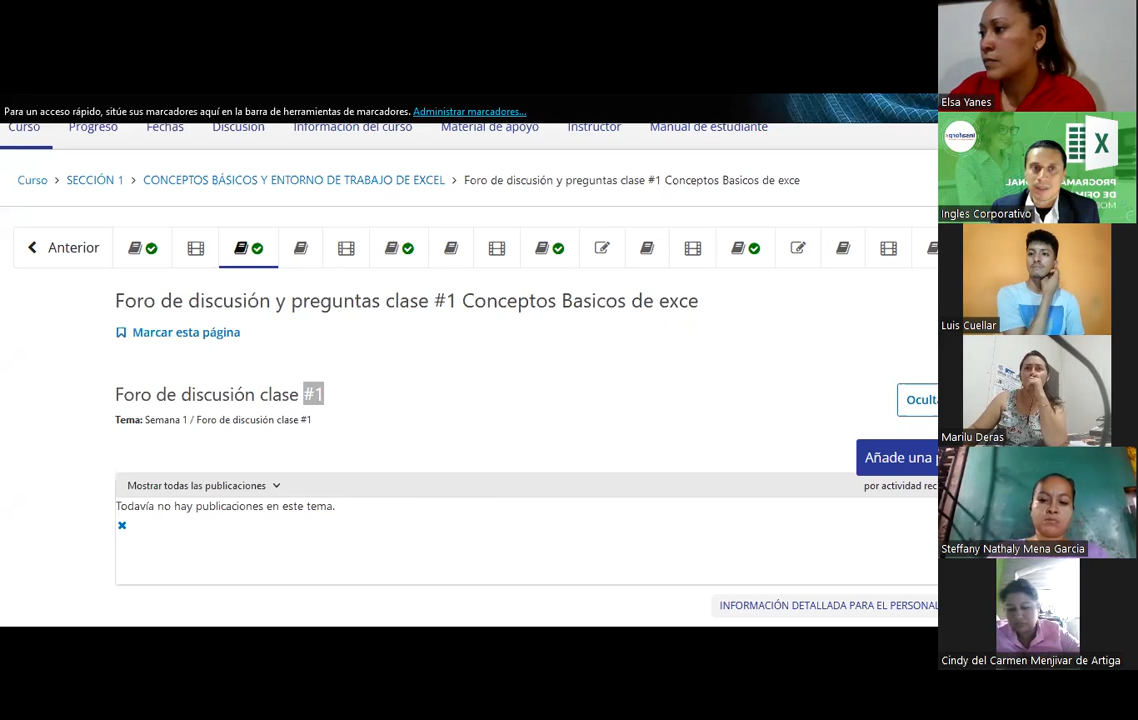 Para un acceso rápido, sitúe sus marcadores aquí en la barra de herramientas de marcadores. Administrar marcadores...
Curso Progreso Fechas Discusión Información del curso Material de apoyo Instructor Manual de estudiante
Curso > SECCIÓN 1 > CONCEPTOS BÁSICOS Y ENTORNO DE TRABAJO DE EXCEL > Foro de discusión y preguntas clase #1 Conceptos Basicos de exce
Anterior
Foro de discusión y preguntas clase #1 Conceptos Basicos de exce
Marcar esta página
Foro de discusión clase #1
Oculta
Tema: Semana 1 / Foro de discusión clase #1
Añade una p
Mostrar todas las publicaciones
por actividad rec
Todavía no hay publicaciones en este tema.
INFORMACIÓN DETALLADA PARA EL PERSONAL
Elsa Yanes
insaforp
X
PROGRAMA
DE OFIM
ONAL
Ingles Corporativo
Luis Cuellar
Marilu Deras
Steffany Nathaly Mena Garcia
Cindy del Carmen Menjivar de Artiga